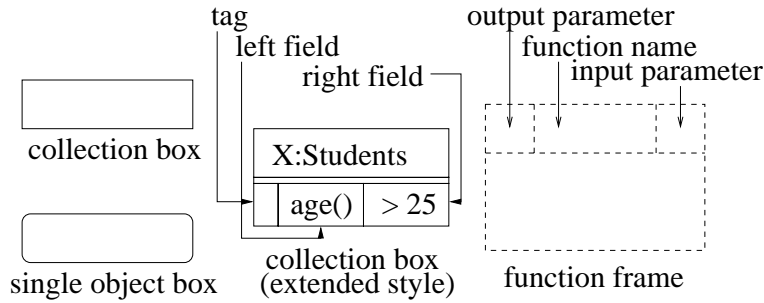 tag
left field
right field
output parameter
function name
input parameter
collection box
X:Students
age()
> 25
single object box
collection box
(extended style)
function frame